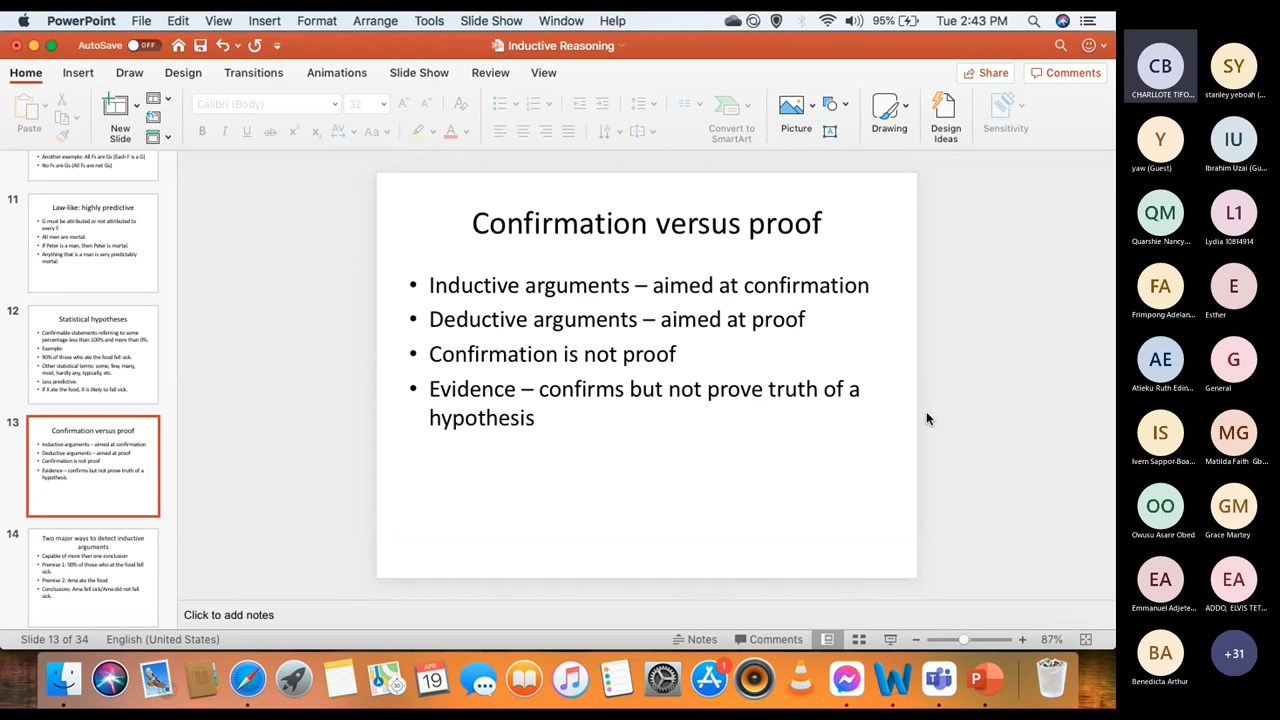 PowerPoint File Edit View Insert Format Arrange Tools Slide Show Window Help 95% Tue 2:43 PM
AutoSave OFF Inductive Reasoning
Home Insert Draw Design Transitions Animations Slide Show Review View Share Comments
Paste New Slide Calibri (Body) 32 Convert to SmartArt Picture Drawing Design Ideas Sensitivity
Another example: All Fs are Gs (Each F is a G)
No Fs are Gs (All Fs are not Gs)
11
Law-like: highly predictive
G must be attributed or not attributed to
every f.
All men are mortal.
If Peter is a man, then Peter is mortal.
Anything that is a man is very predictably
mortal.
12
Statistical hypotheses
Confirmable statements referring to some
percentage less than 100% and more than 0%.
Example:
90% of those who ate the food fell sick.
Other statistical terms: some, few, many,
most, hardly any, typically, etc.
Less predictive.
If X ate the food, X is likely to fall sick.
13
Confirmation versus proof
Inductive arguments – aimed at confirmation
Deductive arguments – aimed at proof
Confirmation is not proof
Evidence – confirms but not prove truth of a
hypothesis
14
Two major ways to detect inductive
arguments
Capable of more than one conclusion
Premise 1: 90% of those who at the food fell
sick.
Premise 2: Ama ate the food.
Conclusions: Ama fell sick/Ama did not fall
sick.
Confirmation versus proof
• Inductive arguments – aimed at confirmation
• Deductive arguments – aimed at proof
• Confirmation is not proof
• Evidence – confirms but not prove truth of a
hypothesis
Click to add notes
Slide 13 of 34 English (United States) Notes Comments 87%
APR
19
1
CB SY
CHARLLOTE TIFO... stanley yeboah (...
Y IU
yaw (Guest) Ibrahim Uzai (Gu...
QM L1
Quarshie Nancy... Lydia 10814914
FA E
Frimpong Adelan... Esther
AE G
Atieku Ruth Edin... General
IS MG
Ivern Sappor-Boa... Matilda Faith Gb...
OO GM
Owusu Asare Obed Grace Martey
EA EA
Emmanuel Adjete... ADDO, ELVIS TET...
BA +31
Benedicta Arthur